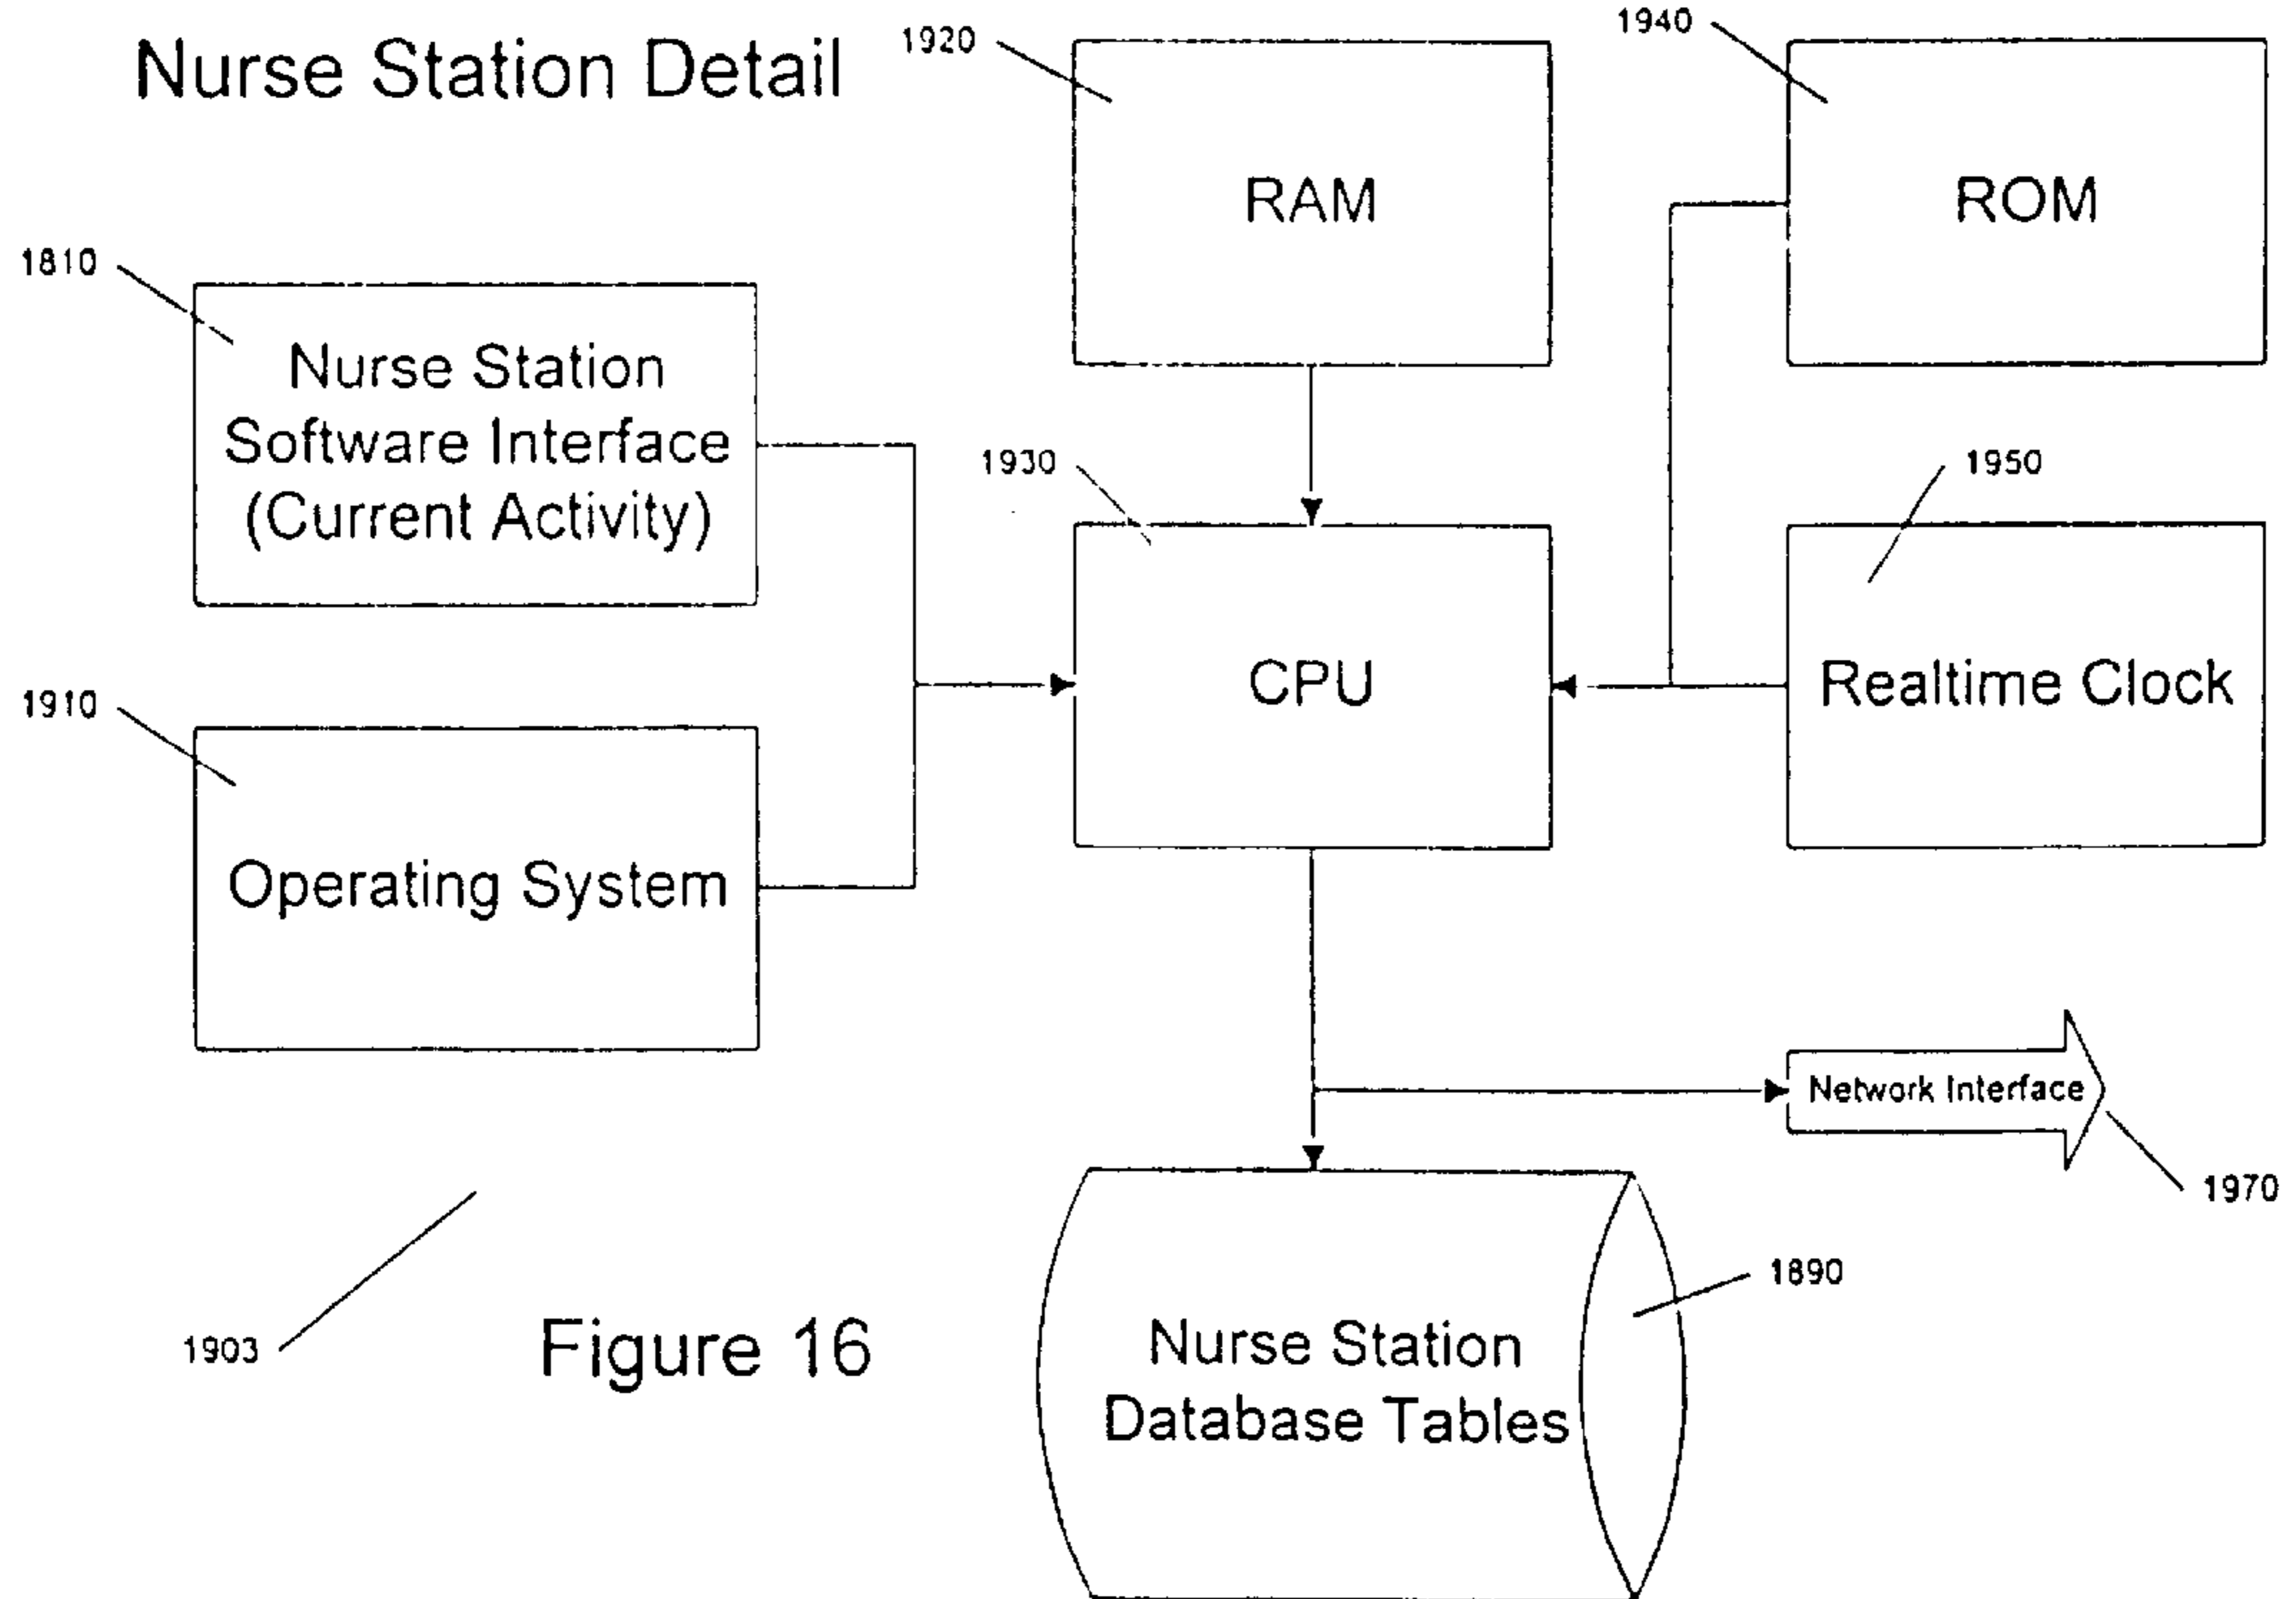 Nurse Station Detail
1920
1940
RAM
ROM
1810
Nurse Station
Software Interface
(Current Activity)
1930
1950
CPU
Realtime Clock
1910
Operating System
Network Interface
1970
1890
1903
Figure 16
Nurse Station
Database Tables